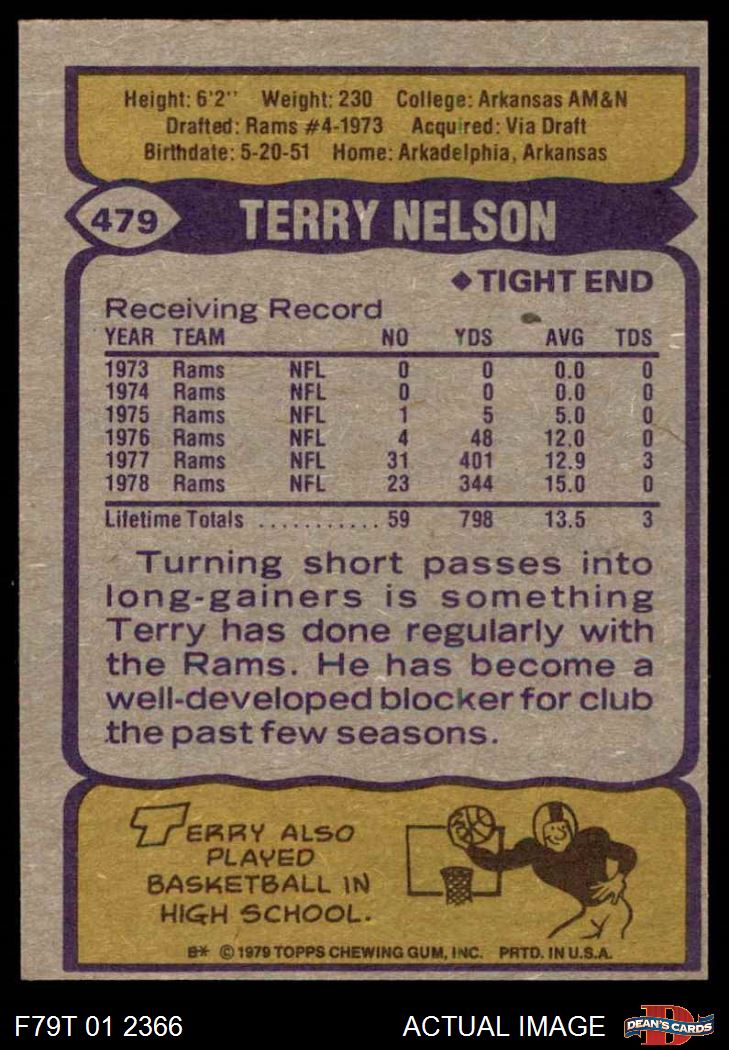 Height: 6'2" Weight: 230 College: Arkansas AM&N
Drafted: Rams #4-1973 Acquired: Via Draft
Birthdate: 5-20-51 Home: Arkadelphia, Arkansas
479 TERRY NELSON
◆TIGHT END
Receiving Record
YEAR TEAM NO YDS AVG TDS
1973 Rams NFL 0 0 0.0 0
1974 Rams NFL 0 0 0.0 0
1975 Rams NFL 1 5 5.0 0
1976 Rams NFL 4 48 12.0 0
1977 Rams NFL 31 401 12.9 3
1978 Rams NFL 23 344 15.0 0
Lifetime Totals ........... 59 798 13.5 3
Turning short passes into
long-gainers is something
Terry has done regularly with
the Rams. He has become a
well-developed blocker for club
the past few seasons.
TERRY ALSO
PLAYED
BASKETBALL IN
HIGH SCHOOL.
B* © 1979 TOPPS CHEWING GUM, INC. PRTD. IN U.S.A.
F79T 01 2366 ACTUAL IMAGE DEAN'S CARDS